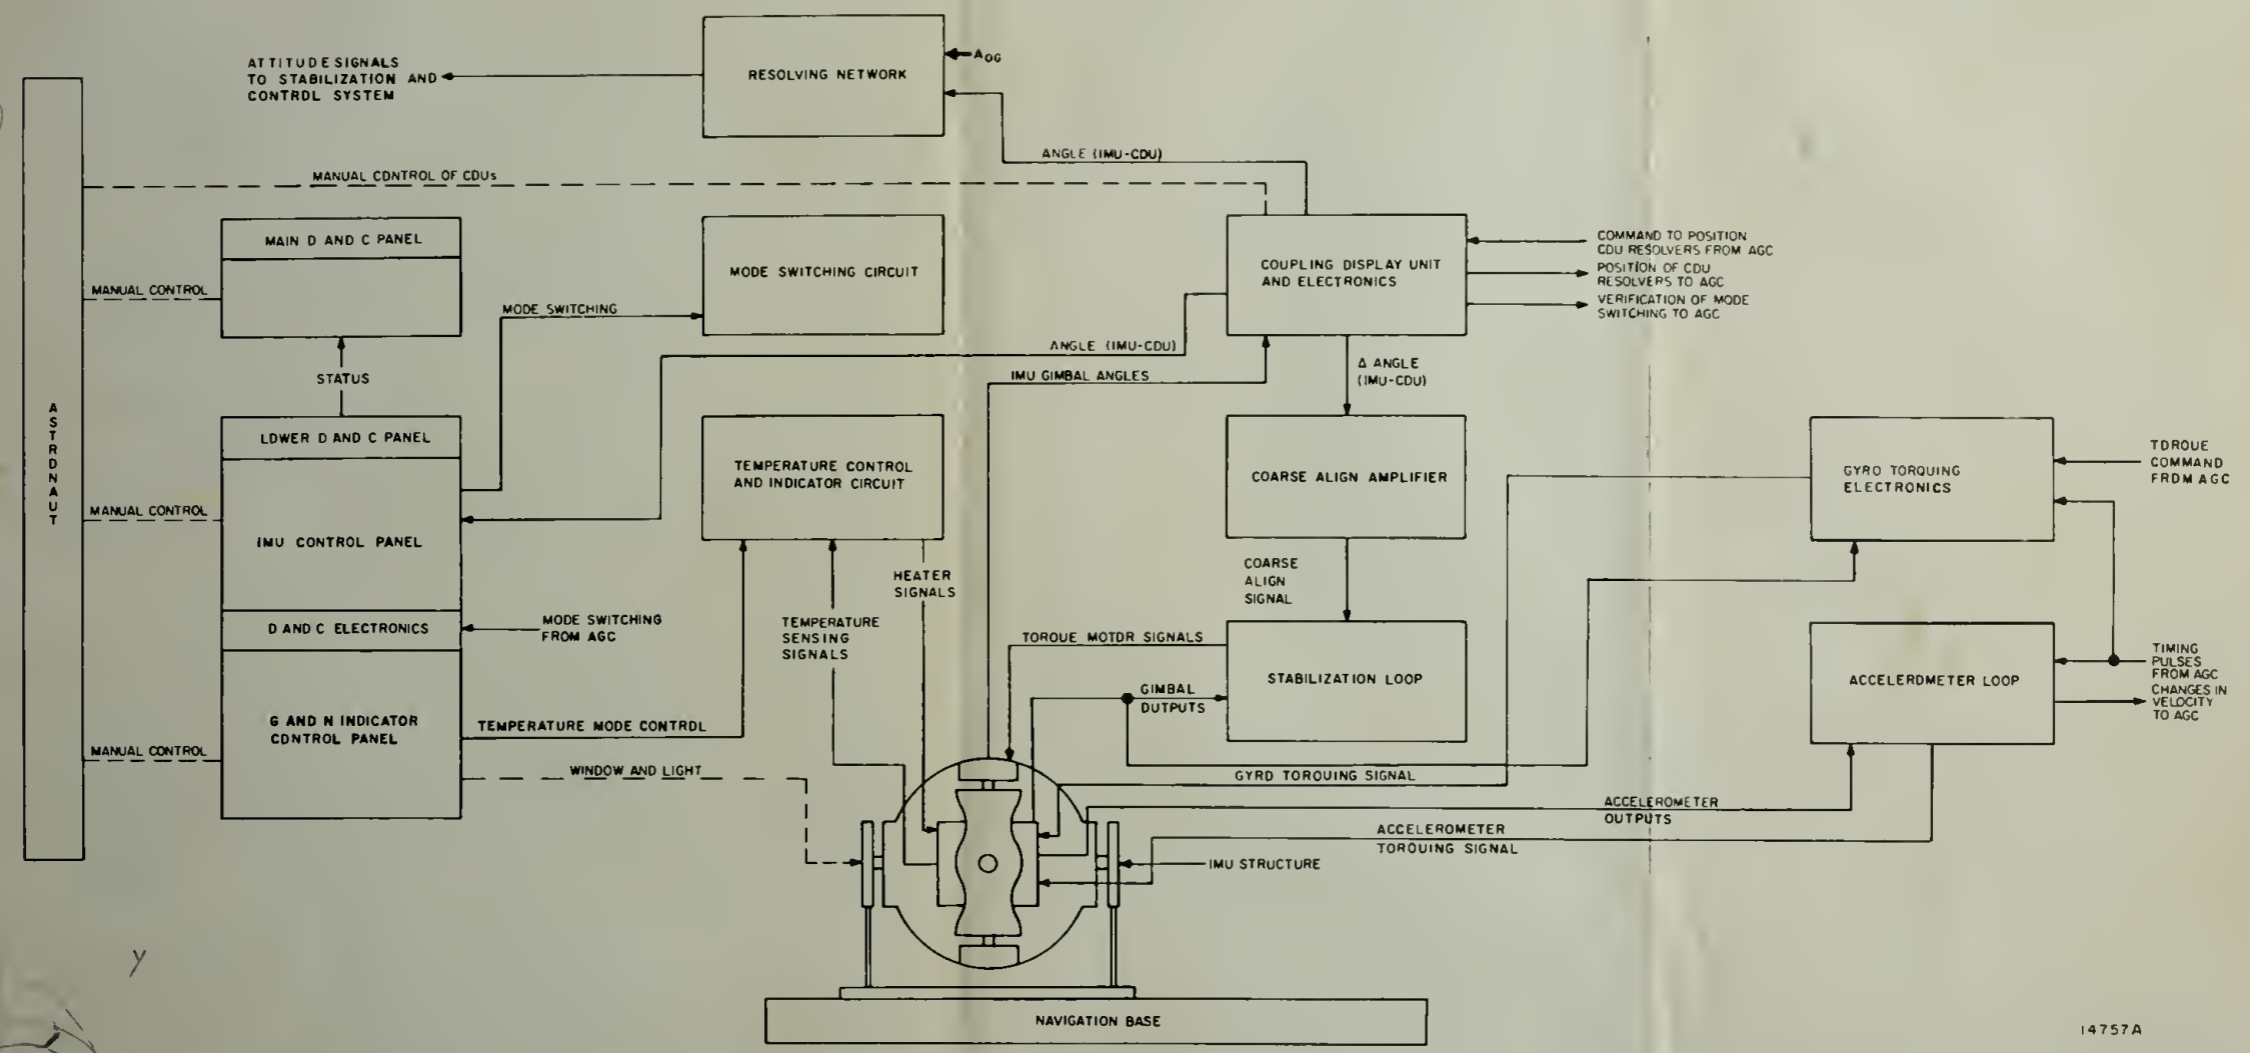 ATTITUDE SIGNALS
TO STABILIZATION AND
CONTROL SYSTEM
RESOLVING NETWORK
AOG
ANGLE (IMU-CDU)
MANUAL CONTROL OF CDUs
MAIN D AND C PANEL
MANUAL CONTROL
MODE SWITCHING CIRCUIT
MODE SWITCHING
COUPLING DISPLAY UNIT
AND ELECTRONICS
COMMAND TO POSITION
CDU RESOLVERS FROM AGC
POSITION OF CDU
RESOLVERS TO AGC
VERIFICATION OF MODE
SWITCHING TO AGC
ANGLE (IMU-CDU)
IMU GIMBAL ANGLES
Δ ANGLE
(IMU-CDU)
STATUS
ASTRONAUT
LOWER D AND C PANEL
MANUAL CONTROL
IMU CONTROL PANEL
TEMPERATURE CONTROL
AND INDICATOR CIRCUIT
COARSE ALIGN AMPLIFIER
GYRO TORQUING
ELECTRONICS
TORQUE
COMMAND
FROM AGC
HEATER
SIGNALS
COARSE
ALIGN
SIGNAL
D AND C ELECTRONICS
MODE SWITCHING
FROM AGC
TEMPERATURE
SENSING
SIGNALS
TORQUE MOTOR SIGNALS
STABILIZATION LOOP
ACCELEROMETER LOOP
TIMING
PULSES
FROM AGC
CHANGES IN
VELOCITY
TO AGC
GIMBAL
OUTPUTS
G AND N INDICATOR
CONTROL PANEL
MANUAL CONTROL
TEMPERATURE MODE CONTROL
WINDOW AND LIGHT
GYRO TORQUING SIGNAL
ACCELEROMETER
OUTPUTS
ACCELEROMETER
TORQUING SIGNAL
IMU STRUCTURE
y
NAVIGATION BASE
14757A